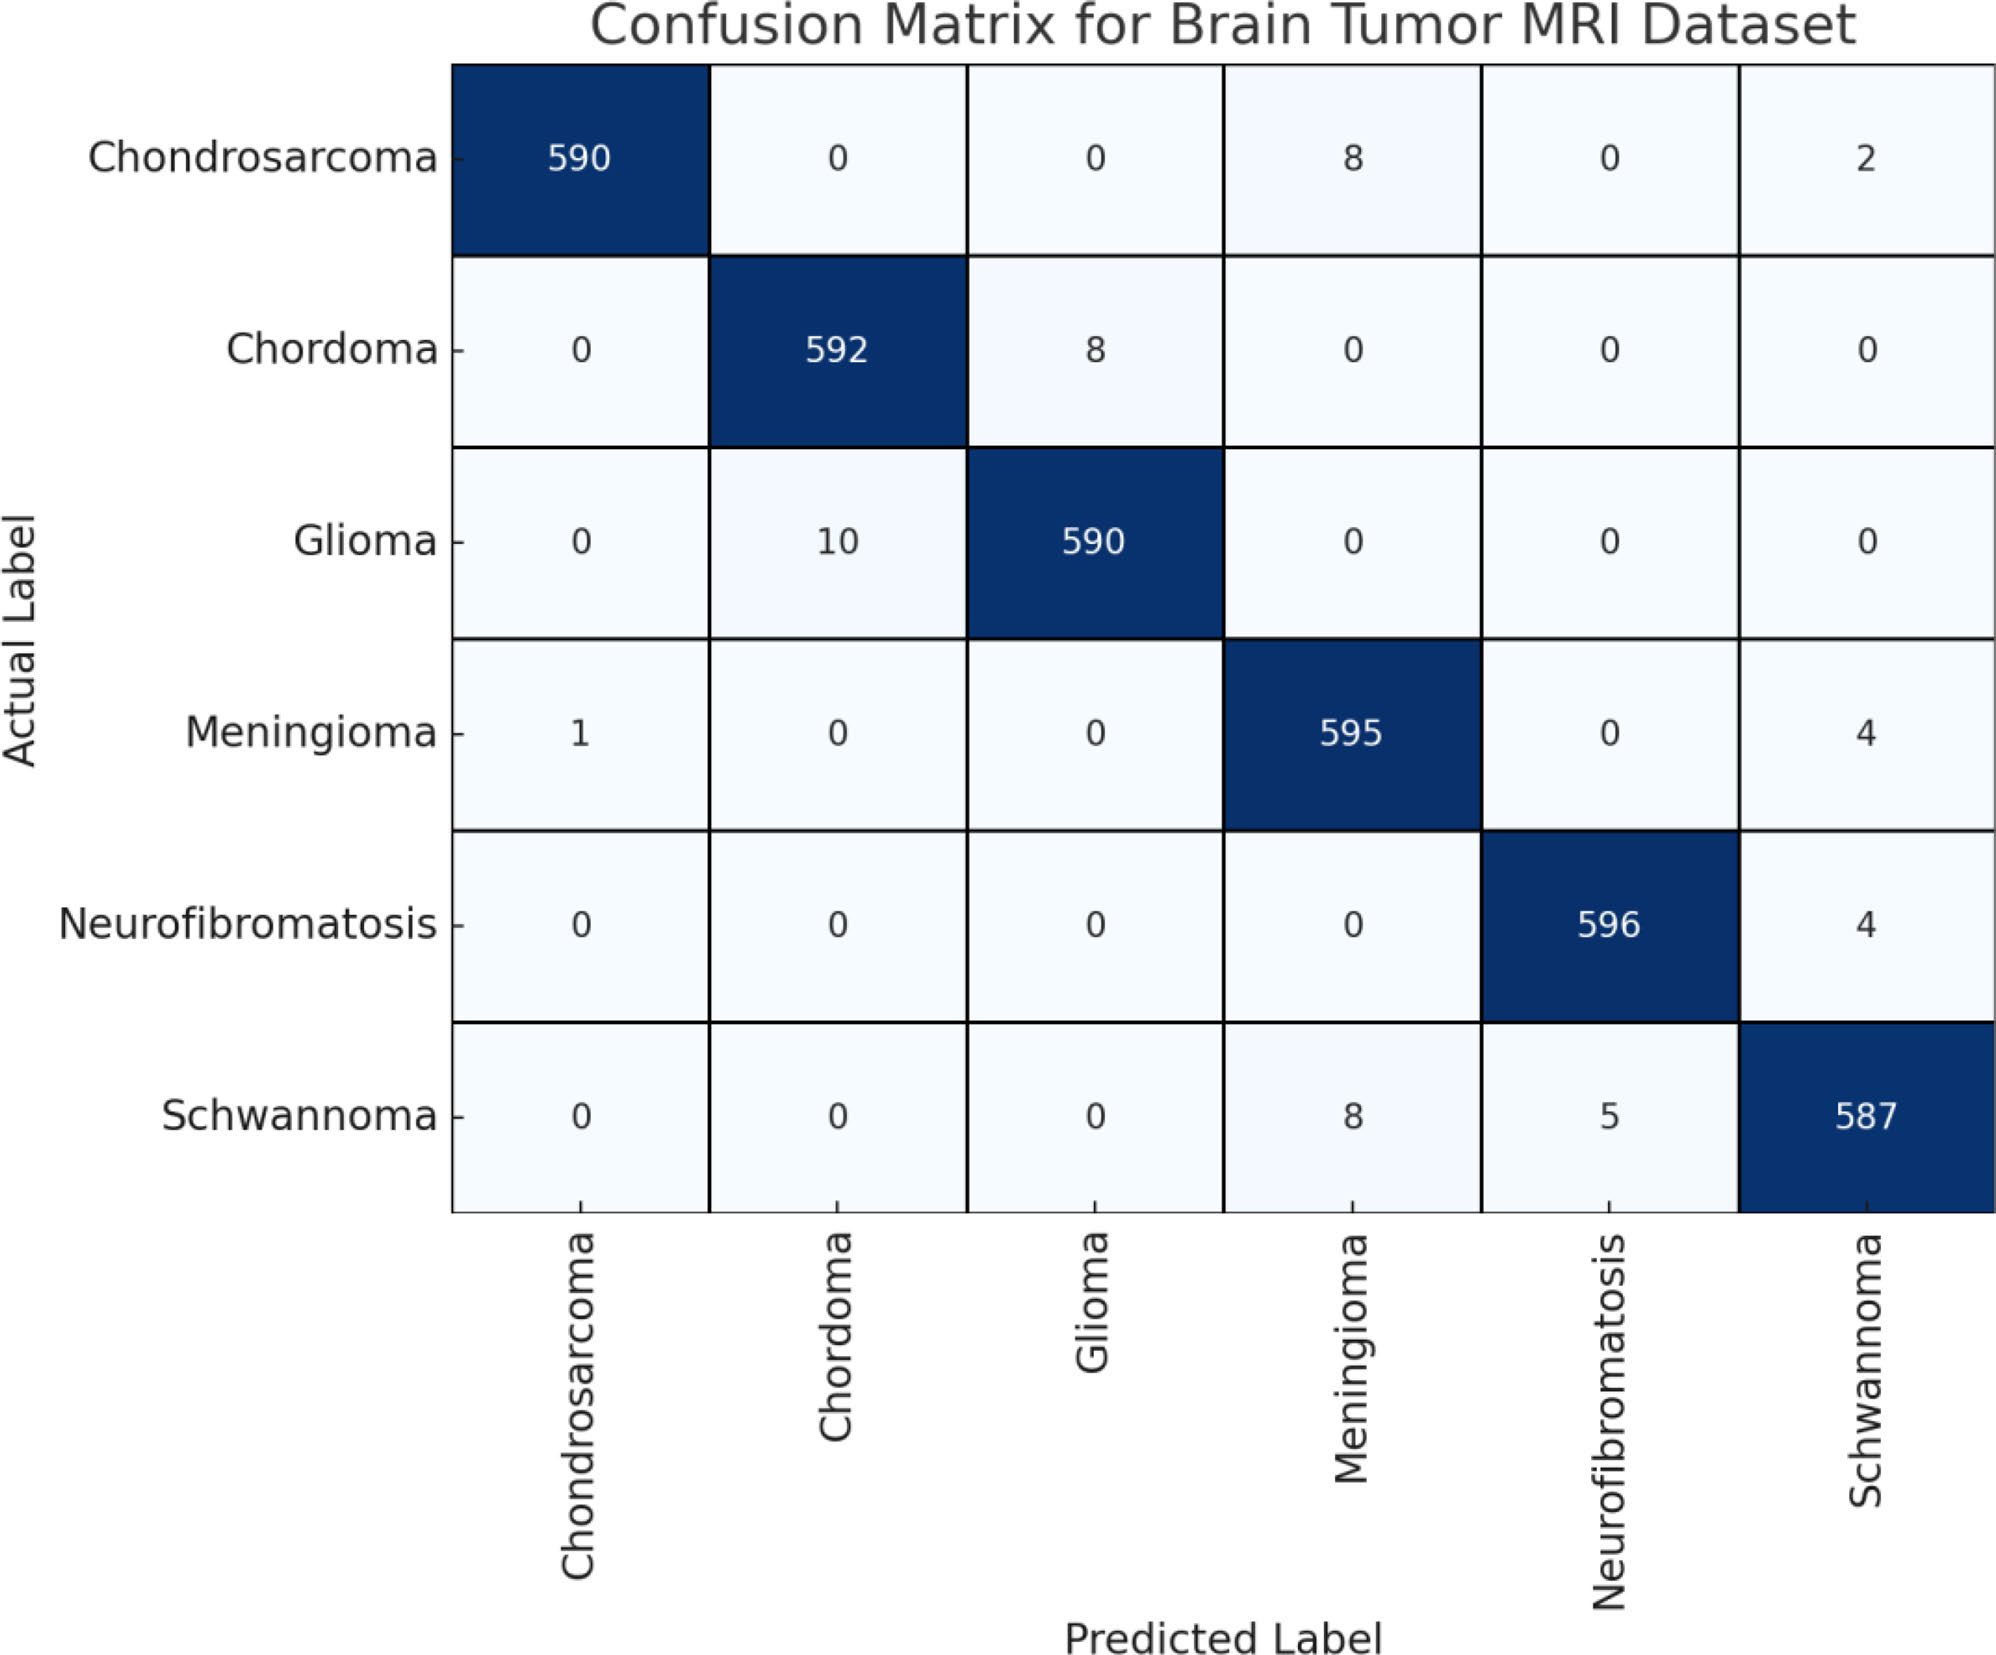 Confusion Matrix for Brain Tumor MRI Dataset
Actual Label
Chondrosarcoma 590 0 0 8 0 2
Chordoma 0 592 8 0 0 0
Glioma 0 10 590 0 0 0
Meningioma 1 0 0 595 0 4
Neurofibromatosis 0 0 0 0 596 4
Schwannoma 0 0 0 8 5 587
Chondrosarcoma Chordoma Glioma Meningioma Neurofibromatosis Schwannoma
Predicted Label